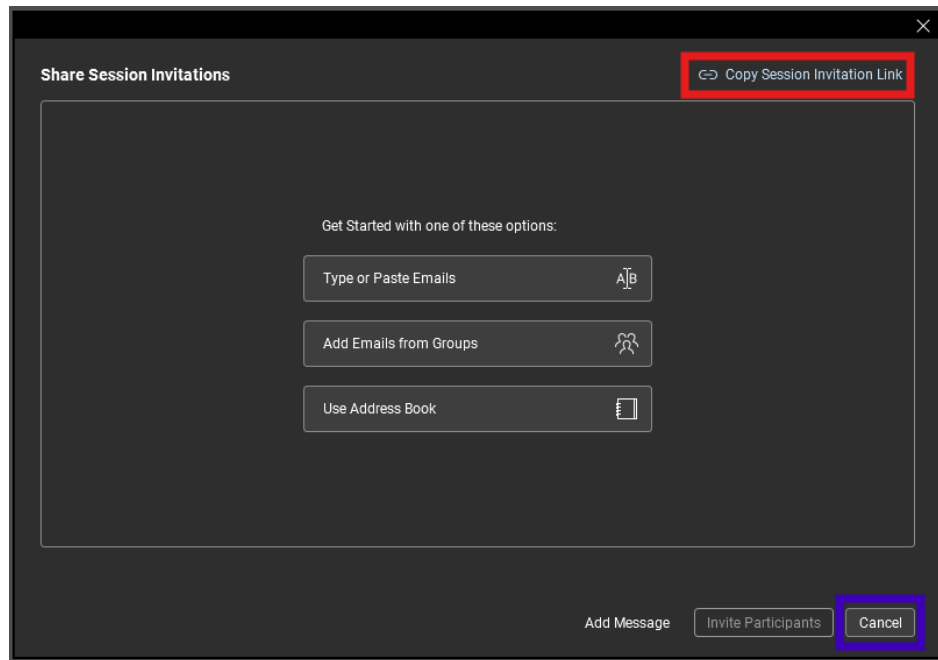 Share Session Invitations
Copy Session Invitation Link
Get Started with one of these options:
Type or Paste Emails
A B
Add Emails from Groups
Use Address Book
Add Message
Invite Participants
Cancel